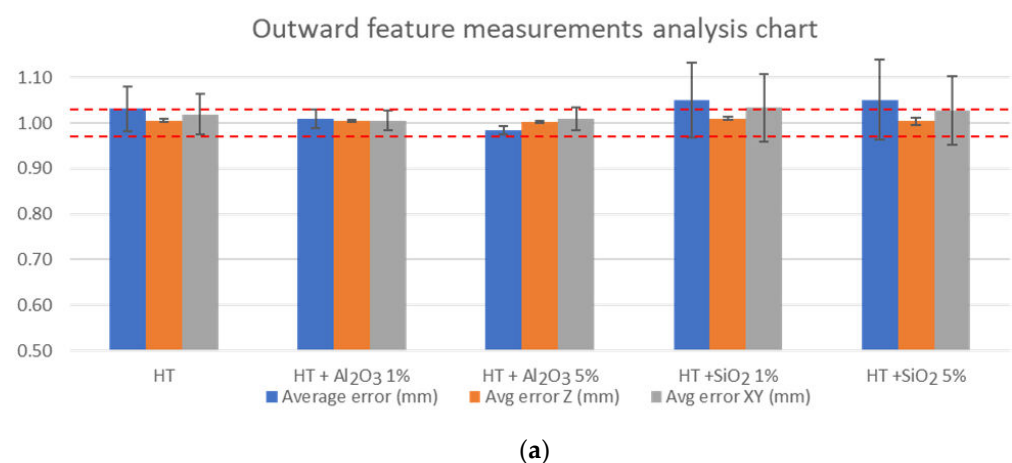 Outward feature measurements analysis chart
1.10
1.00
0.90
0.80
0.70
0.60
0.50
HT HT + Al₂O₃ 1% HT + Al₂O₃ 5% HT +SiO₂ 1% HT +SiO₂ 5%
Average error (mm) Avg error Z (mm) Avg error XY (mm)
(a)